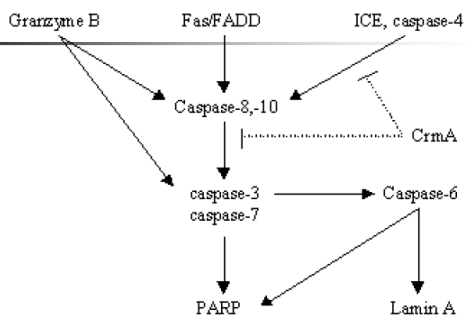 Granzyme B Fas/FADD ICE, caspase-4
Caspase-8,-10
CrmA
caspase-3 Caspase-6
caspase-7
PARP Lamin A